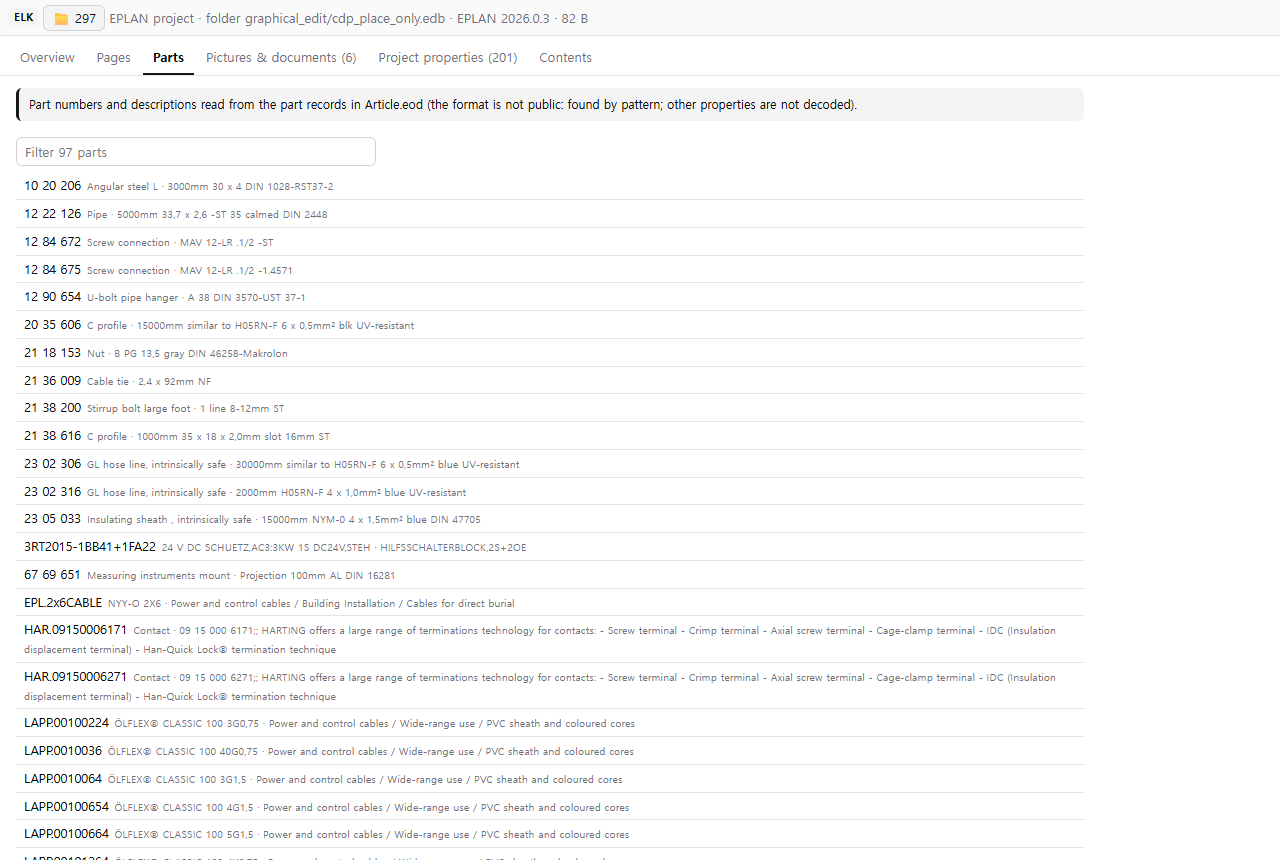 ELK 297 EPLAN project · folder graphical_edit/cdp_place_only.edb · EPLAN 2026.0.3 · 82 B
Overview Pages Parts Pictures & documents (6) Project properties (201) Contents
Part numbers and descriptions read from the part records in Article.eod (the format is not public: found by pattern; other properties are not decoded).
Filter 97 parts
10 20 206 Angular steel L · 3000mm 30 x 4 DIN 1028-RST37-2
12 22 126 Pipe · 5000mm 33,7 x 2,6 -ST 35 calmed DIN 2448
12 84 672 Screw connection · MAV 12-LR .1/2 -ST
12 84 675 Screw connection · MAV 12-LR .1/2 -1.4571
12 90 654 U-bolt pipe hanger · A 38 DIN 3570-UST 37-1
20 35 606 C profile · 15000mm similar to H05RN-F 6 x 0,5mm² blk UV-resistant
21 18 153 Nut · B PG 13,5 gray DIN 46258-Makrolon
21 36 009 Cable tie · 2,4 x 92mm NF
21 38 200 Stirrup bolt large foot · 1 line 8-12mm ST
21 38 616 C profile · 1000mm 35 x 18 x 2,0mm slot 16mm ST
23 02 306 GL hose line, intrinsically safe · 30000mm similar to H05RN-F 6 x 0,5mm² blue UV-resistant
23 02 316 GL hose line, intrinsically safe · 2000mm H05RN-F 4 x 1,0mm² blue UV-resistant
23 05 033 Insulating sheath , intrinsically safe · 15000mm NYM-0 4 x 1,5mm² blue DIN 47705
3RT2015-1BB41+1FA22 24 V DC SCHUETZ,AC3:3KW 1S DC24V,STEH · HILFSSCHALTERBLOCK,2S+2OE
67 69 651 Measuring instruments mount · Projection 100mm AL DIN 16281
EPL.2x6CABLE NYY-O 2X6 · Power and control cables / Building Installation / Cables for direct burial
HAR.09150006171 Contact · 09 15 000 6171;; HARTING offers a large range of terminations technology for contacts: - Screw terminal - Crimp terminal - Axial screw terminal - Cage-clamp terminal - IDC (Insulation
displacement terminal) - Han-Quick Lock® termination technique
HAR.09150006271 Contact · 09 15 000 6271;; HARTING offers a large range of terminations technology for contacts: - Screw terminal - Crimp terminal - Axial screw terminal - Cage-clamp terminal - IDC (Insulation
displacement terminal) - Han-Quick Lock® termination technique
LAPP.00100224 ÖLFLEX® CLASSIC 100 3G0,75 · Power and control cables / Wide-range use / PVC sheath and coloured cores
LAPP.0010036 ÖLFLEX® CLASSIC 100 40G0,75 · Power and control cables / Wide-range use / PVC sheath and coloured cores
LAPP.0010064 ÖLFLEX® CLASSIC 100 3G1,5 · Power and control cables / Wide-range use / PVC sheath and coloured cores
LAPP.00100654 ÖLFLEX® CLASSIC 100 4G1,5 · Power and control cables / Wide-range use / PVC sheath and coloured cores
LAPP.00100664 ÖLFLEX® CLASSIC 100 5G1,5 · Power and control cables / Wide-range use / PVC sheath and coloured cores